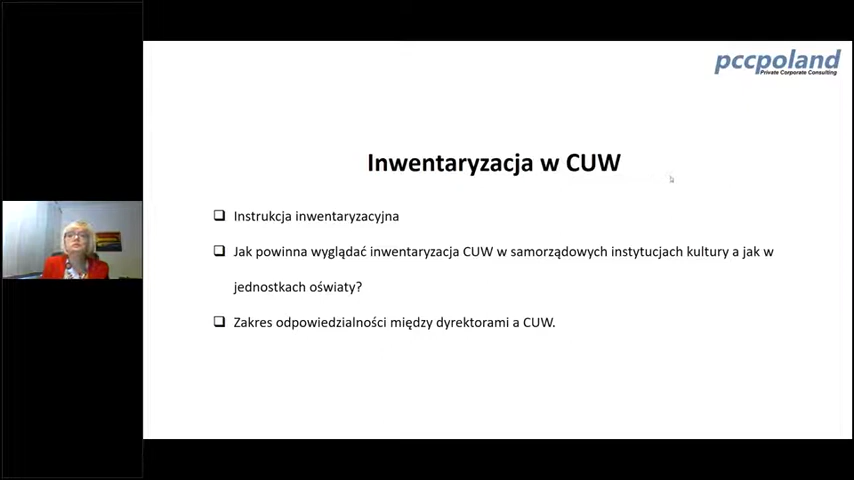 pccpoland
Private Corporate Consulting
Inwentaryzacja w CUW
Instrukcja inwentaryzacyjna
Jak powinna wyglądać inwentaryzacja CUW w samorządowych instytucjach kultury a jak w
jednostkach oświaty?
Zakres odpowiedzialności między dyrektorami a CUW.